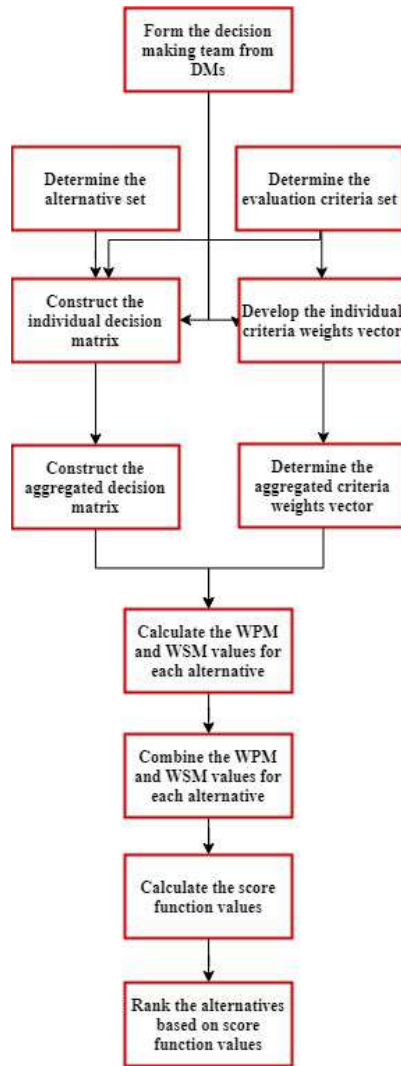 Form the decision
making team from
DMs
Determine the
alternative set
Determine the
evaluation criteria set
Construct the
individual decision
matrix
Develop the individual
criteria weights vector
Construct the
aggregated decision
matrix
Determine the
aggregated criteria
weights vector
Calculate the WPM
and WSM values for
each alternative
Combine the WPM
and WSM values for
each alternative
Calculate the score
function values
Rank the alternatives
based on score
function values